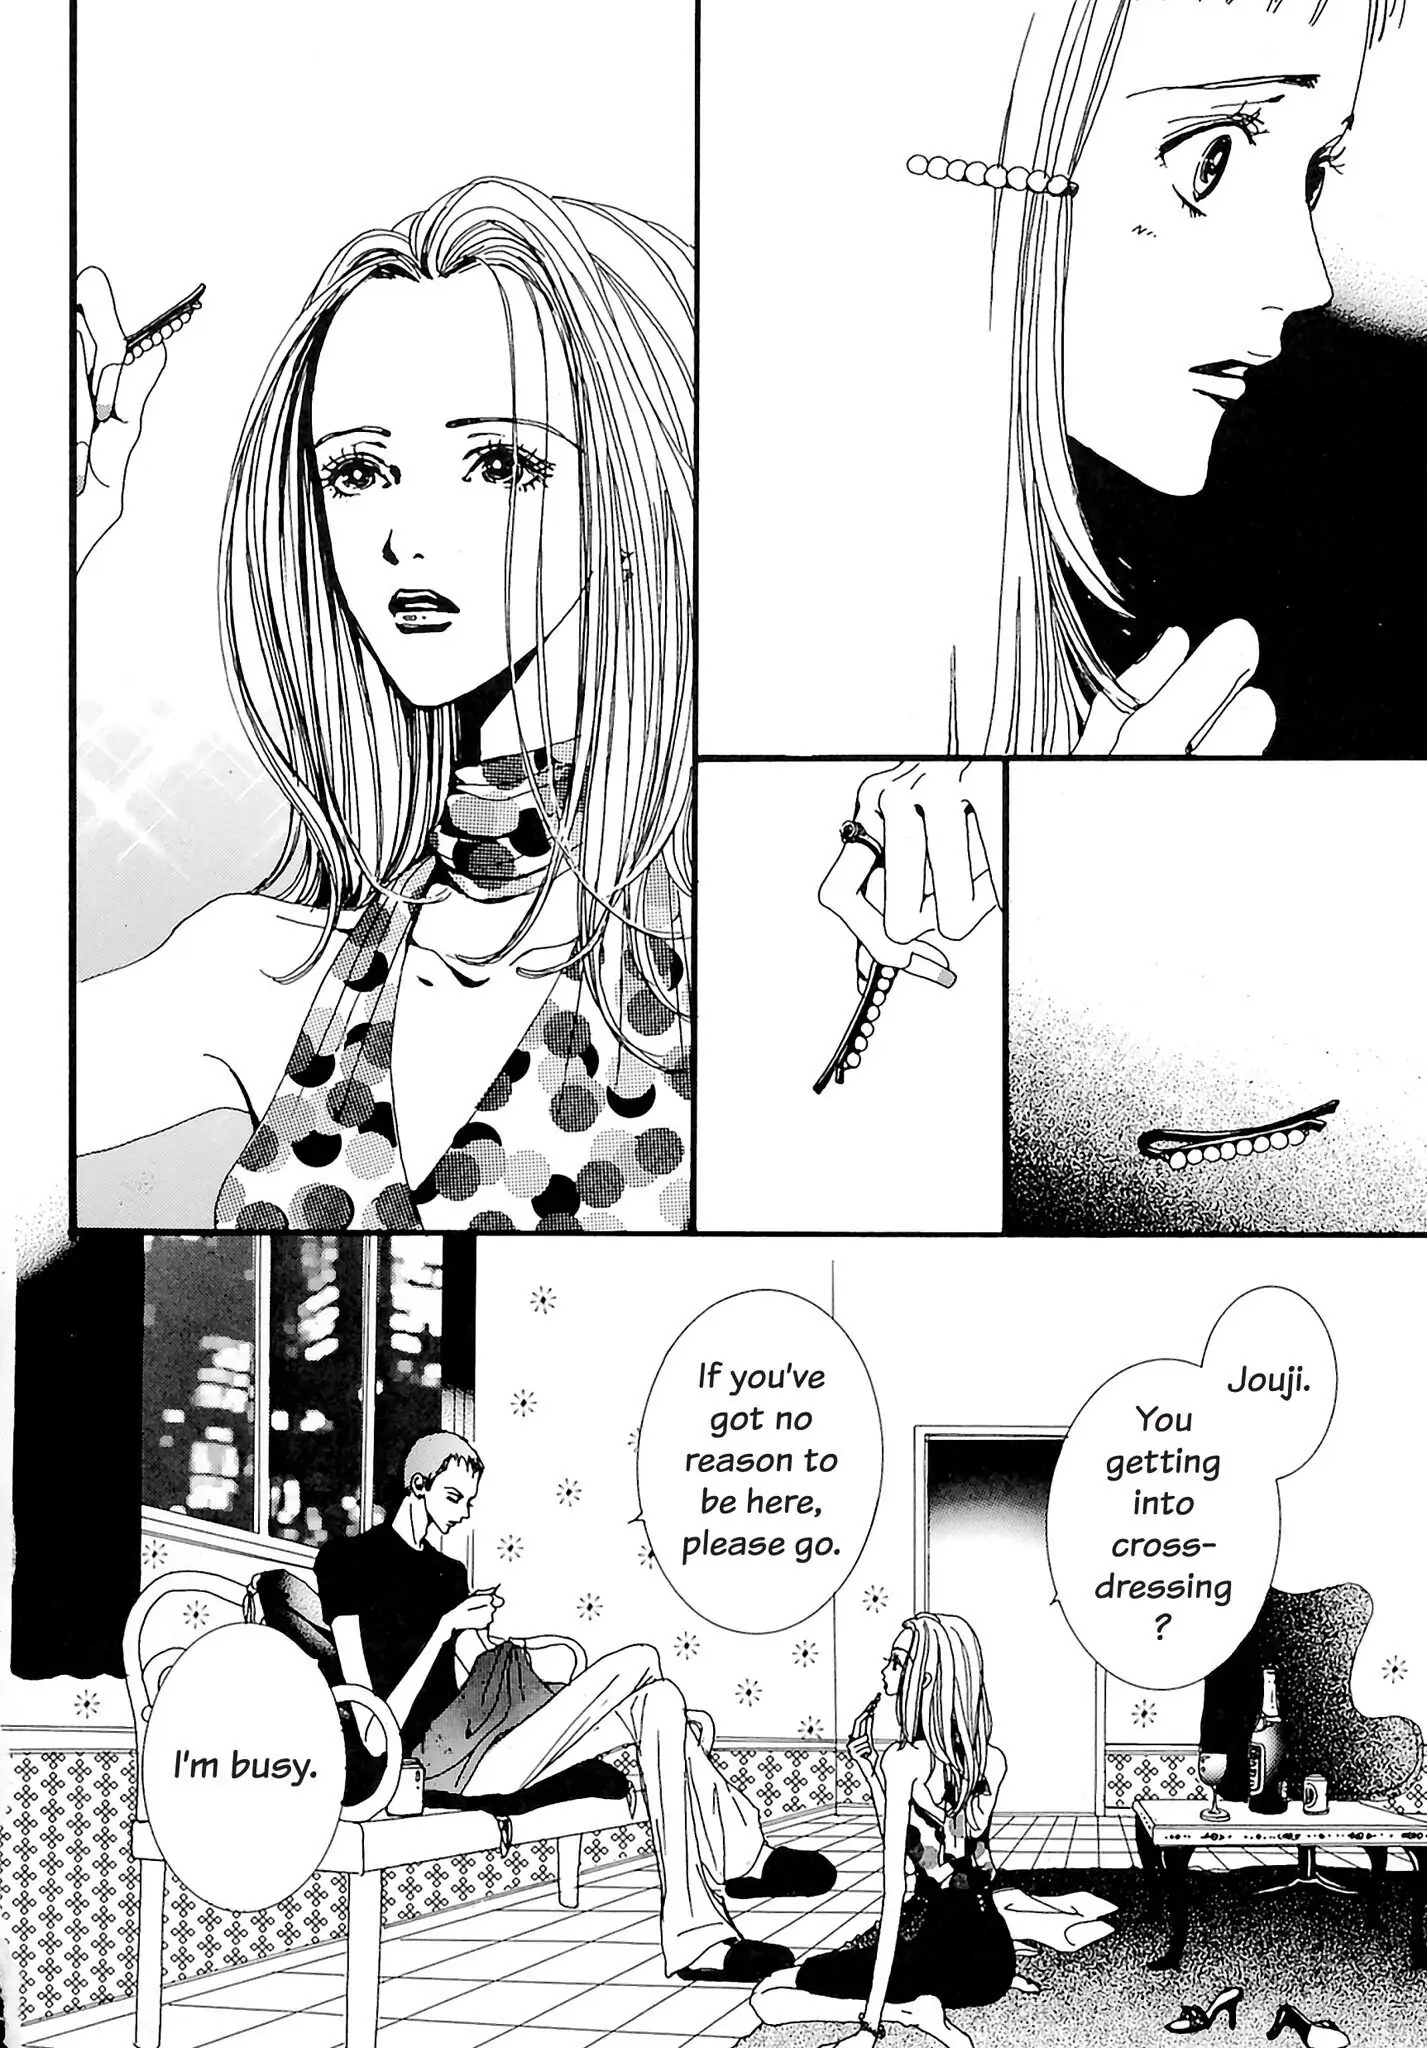 Jouji.
You
getting
into
cross-
dressing
?
If you've
got no
reason to
be here,
please go.
I'm busy.